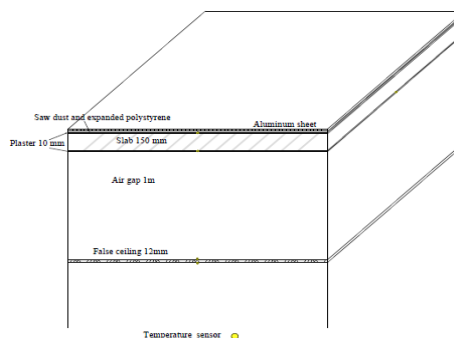 Saw dust and expanded polystyrene
Aluminum sheet
Plaster 10 mm
Slab 150 mm
Air gap 1m
False ceiling 12mm
Temperature sensor